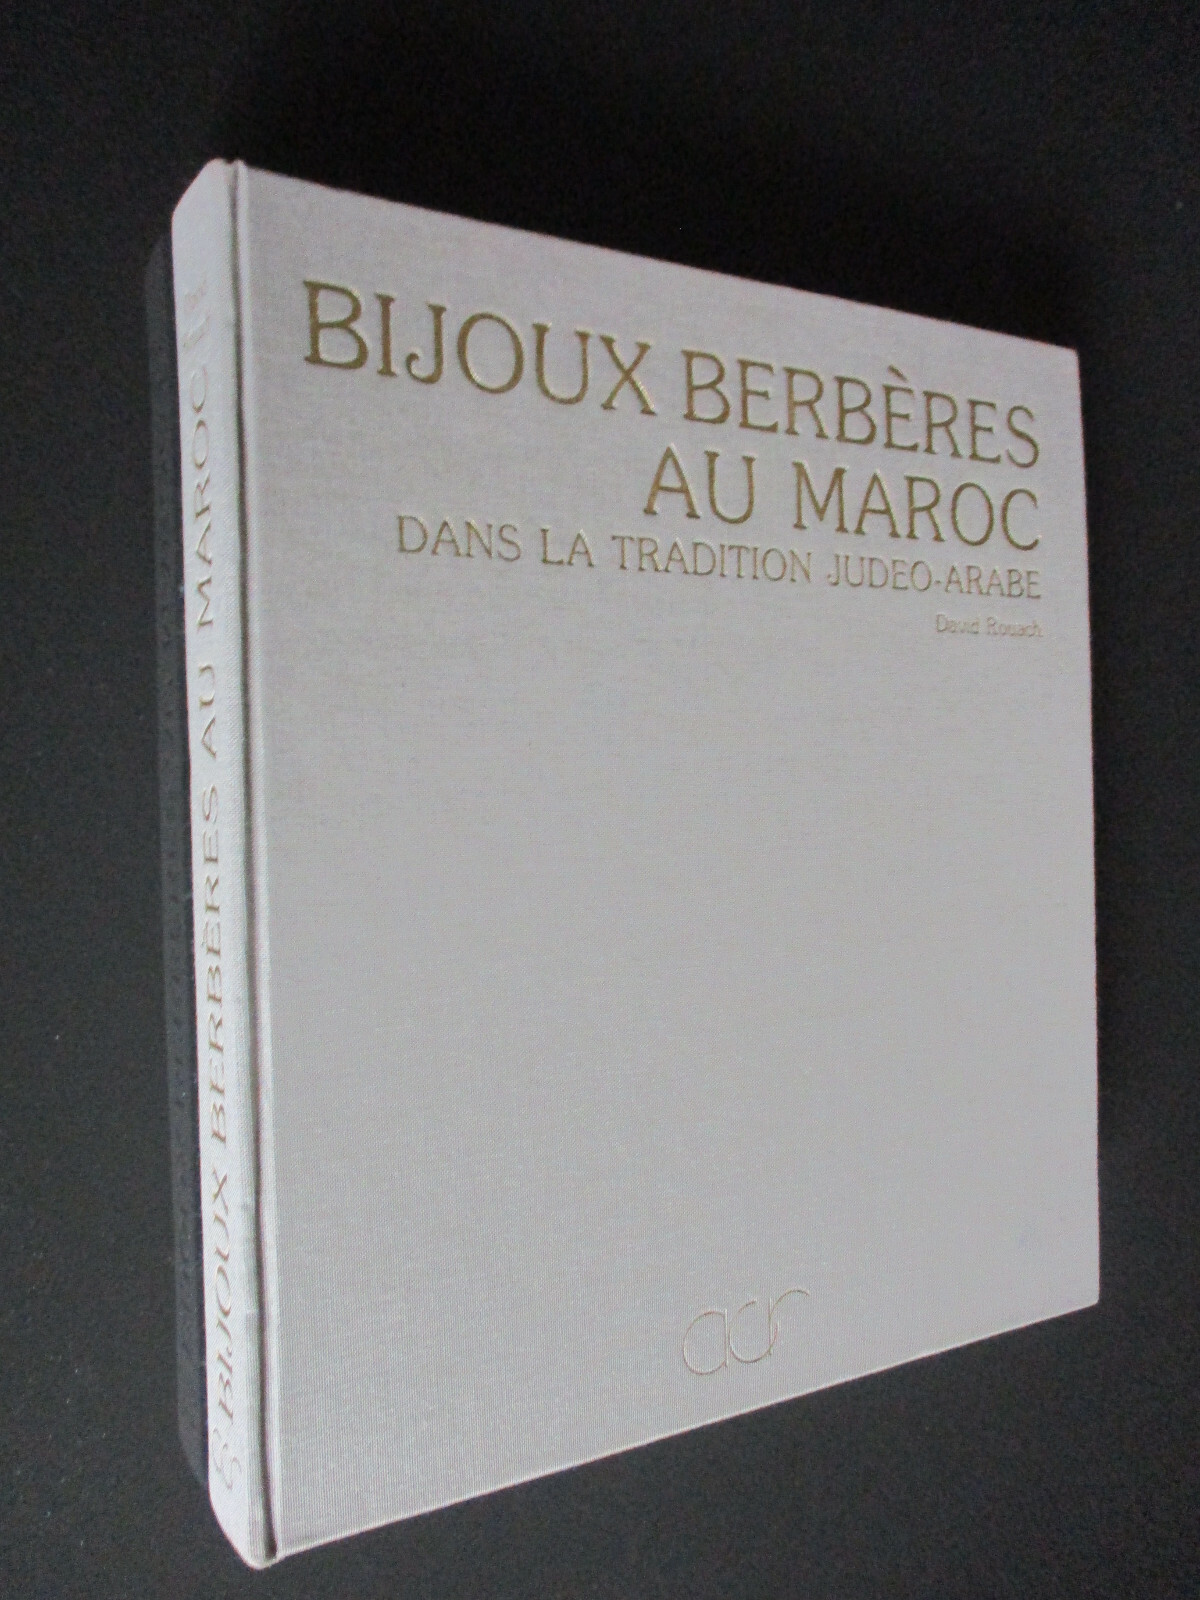 BIJOUX BERBÈRES
AU MAROC
DANS LA TRADITION JUDEO-ARABE
David Rouach
acr
BIJOUX BERBÈRES AU MAROC